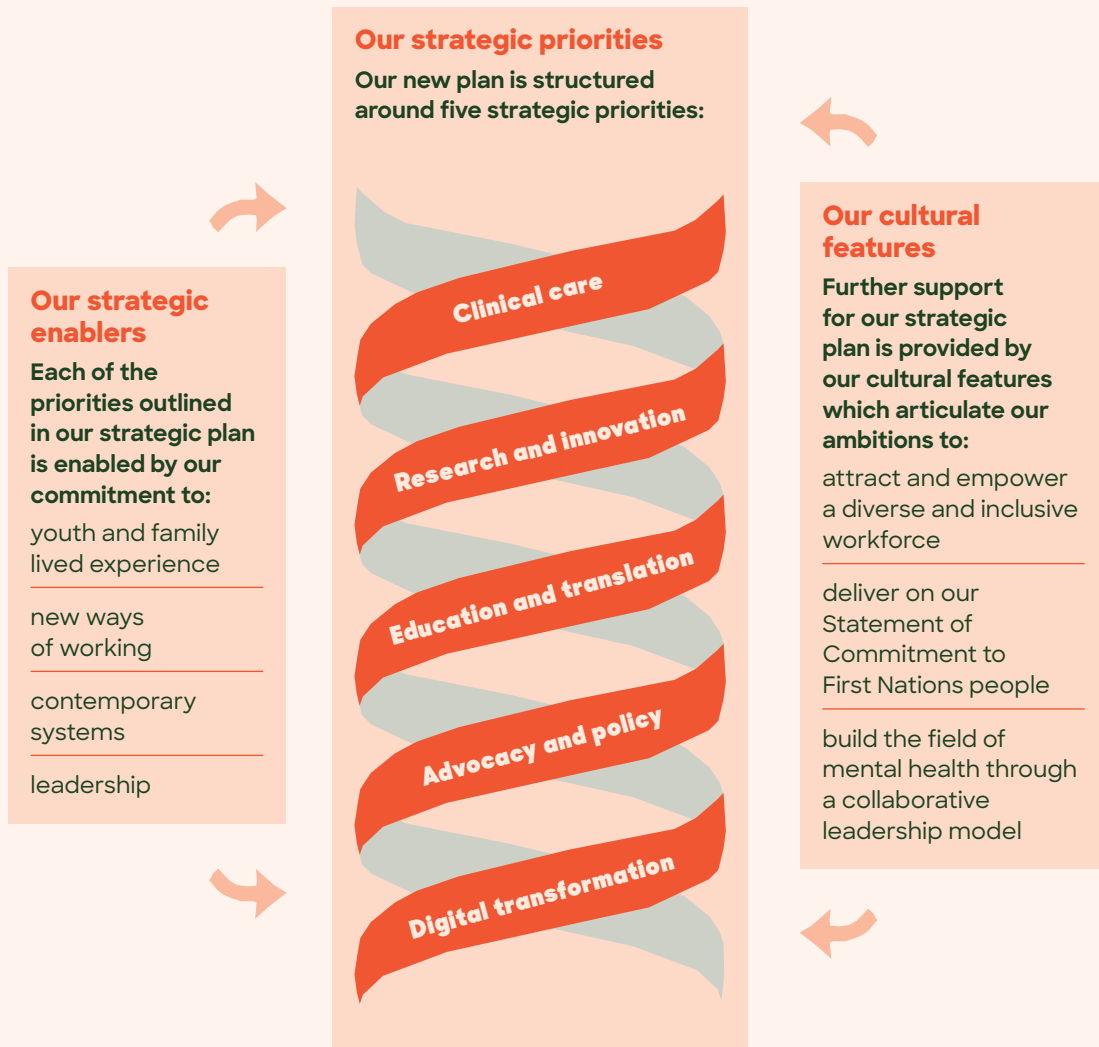 Our strategic priorities
Our new plan is structured
around five strategic priorities:
Clinical care
Research and innovation
Education and translation
Advocacy and policy
Digital transformation
Our strategic
enablers
Each of the
priorities outlined
in our strategic plan
is enabled by our
commitment to:
youth and family
lived experience
new ways
of working
contemporary
systems
leadership
Our cultural
features
Further support
for our strategic
plan is provided by
our cultural features
which articulate our
ambitions to:
attract and empower
a diverse and inclusive
workforce
deliver on our
Statement of
Commitment to
First Nations people
build the field of
mental health through
a collaborative
leadership model